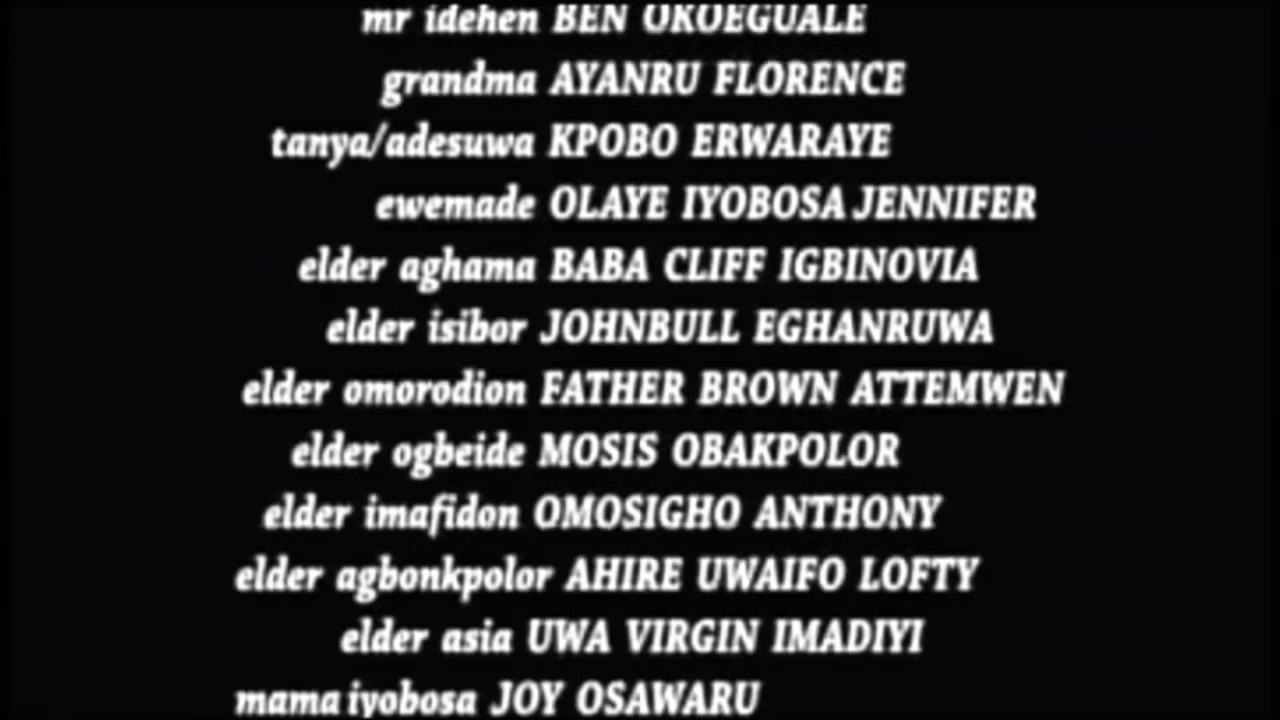 mr idehen BEN OKOEGUALE
grandma AYANRU FLORENCE
tanya/adesuwa KPOBO ERWARAYE
ewemade OLAYE IYOBOSA JENNIFER
elder aghama BABA CLIFF IGBINOVIA
elder isibor JOHNBULL EGHANRUWA
elder omorodion FATHER BROWN ATTEMWEN
elder ogbeide MOSIS OBAKPOLOR
elder imafidon OMOSIGHO ANTHONY
elder agbonkpolor AHIRE UWAIFO LOFTY
elder asia UWA VIRGIN IMADIYI
mama iyobosa JOY OSAWARU